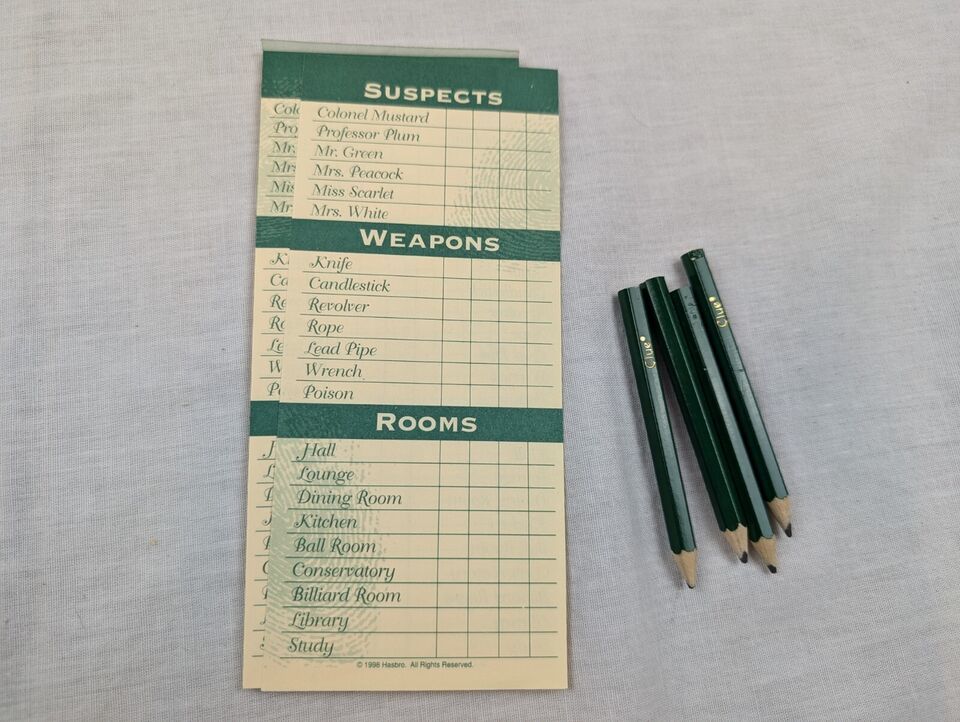 SUSPECTS
Colonel Mustard
Professor Plum
Mr. Green
Mrs. Peacock
Miss Scarlet
Mrs. White
WEAPONS
Knife
Candlestick
Revolver
Rope
Lead Pipe
Wrench
Poison
ROOMS
Hall
Lounge
Dining Room
Kitchen
Ball Room
Conservatory
Billiard Room
Library
Study
© 1998 Hasbro. All Rights Reserved.
Clue
Clue